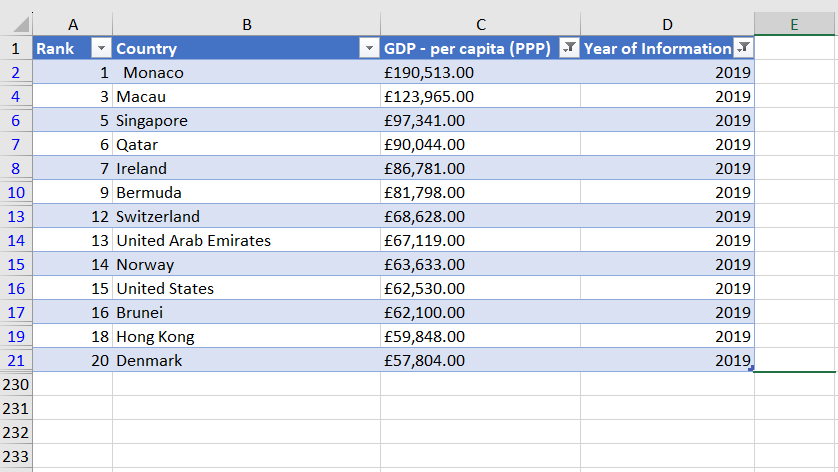 A B C D E
1 Rank Country GDP - per capita (PPP) Year of Information
2 1 Monaco £190,513.00 2019
4 3 Macau £123,965.00 2019
6 5 Singapore £97,341.00 2019
7 6 Qatar £90,044.00 2019
8 7 Ireland £86,781.00 2019
10 9 Bermuda £81,798.00 2019
13 12 Switzerland £68,628.00 2019
14 13 United Arab Emirates £67,119.00 2019
15 14 Norway £63,633.00 2019
16 15 United States £62,530.00 2019
17 16 Brunei £62,100.00 2019
19 18 Hong Kong £59,848.00 2019
21 20 Denmark £57,804.00 2019
230
231
232
233